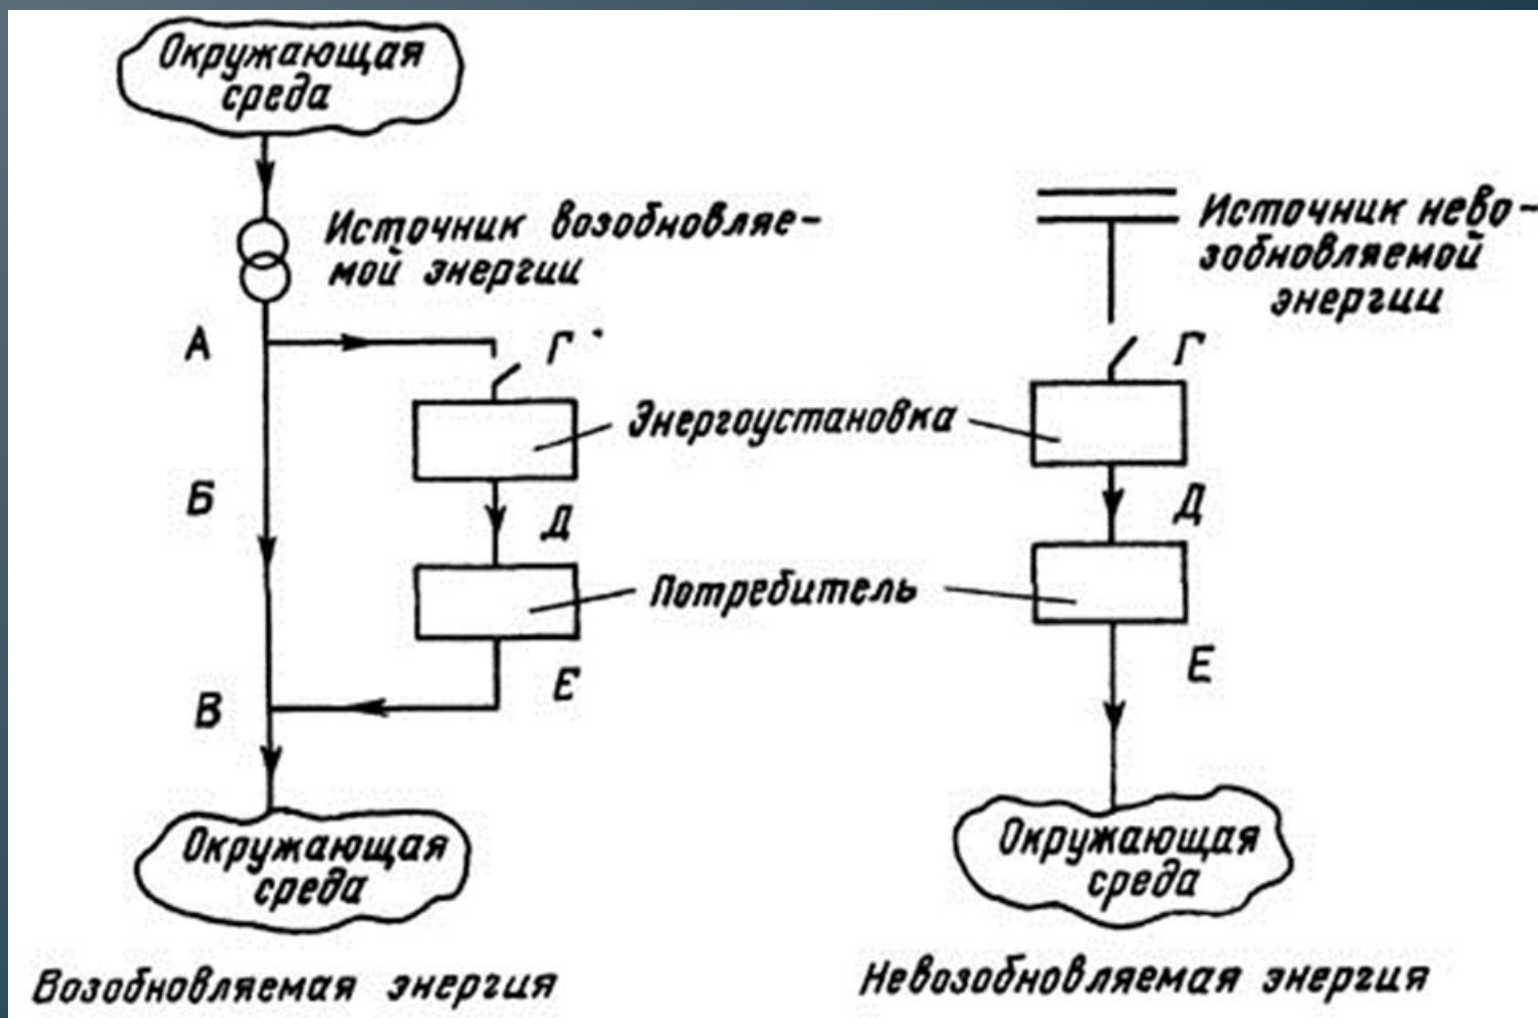 Окружающая
среда
Источник возобновляе-
мой энергии
Источник нево-
зобновляемой
энергии
А
Г
Г
Энергоустановка
Б
Д
Д
Потребитель
Е
Е
В
Окружающая
среда
Окружающая
среда
Возобновляемая энергия
Невозобновляемая энергия